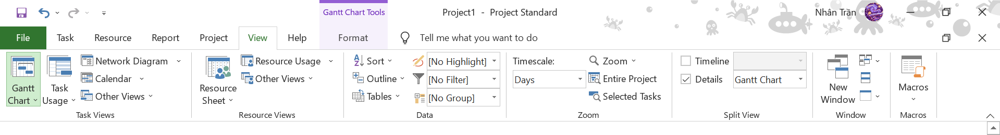 Gantt Chart Tools
Project1 - Project Standard
Nhân Trần
File Task Resource Report Project View Help Format Tell me what you want to do
Gantt
Chart
Task
Usage
Network Diagram
Calendar
Other Views
Task Views
Resource
Sheet
Resource Usage
Other Views
Resource Views
Sort
Outline
Tables
[No Highlight]
[No Filter]
[No Group]
Data
Timescale:
Days
Zoom
Entire Project
Selected Tasks
Zoom
Timeline
Details
Gantt Chart
Split View
New
Window
Window
Macros
Macros